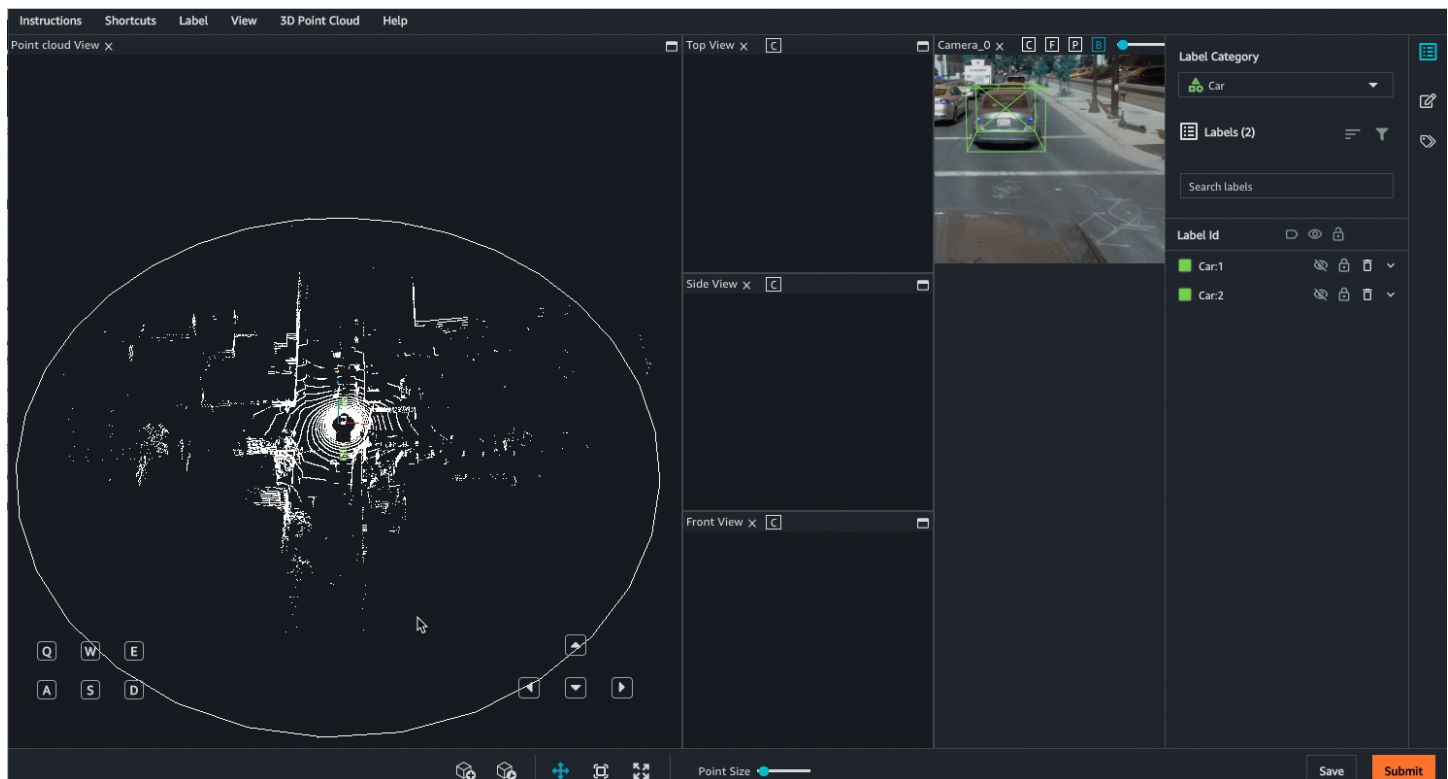 Instructions Shortcuts Label View 3D Point Cloud Help
Point cloud View
Top View C
Camera_0 C F P B
Label Category
Car
Labels (2)
Search labels
Label Id
Car:1
Car:2
Side View C
Front View C
Q W E
A S D
Point Size
Save Submit